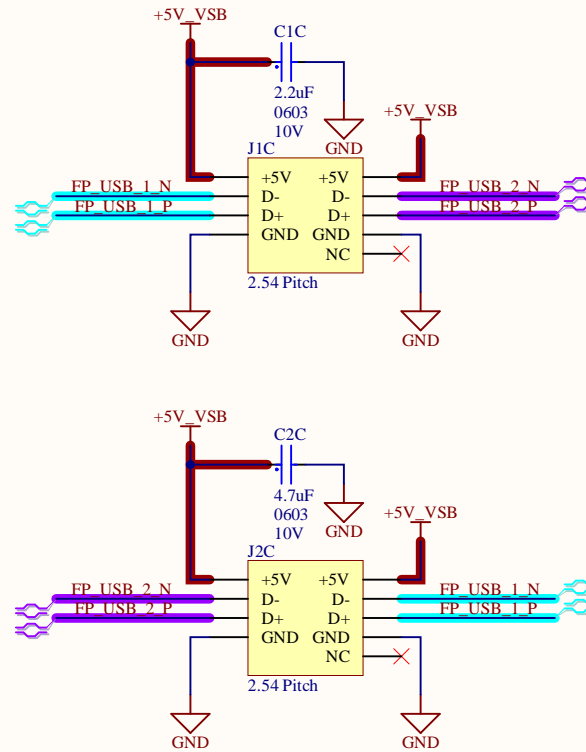 +5V_VSB
C1C
2.2uF
0603
10V
+5V_VSB
GND
J1C
+5V +5V
FP_USB_1_N D- D- FP_USB_2_N
FP_USB_1_P D+ D+ FP_USB_2_P
GND GND
NC
2.54 Pitch
GND GND
+5V_VSB
C2C
4.7uF
0603
10V
+5V_VSB
GND
J2C
+5V +5V
FP_USB_2_N D- D- FP_USB_1_N
FP_USB_2_P D+ D+ FP_USB_1_P
GND GND
NC
2.54 Pitch
GND GND